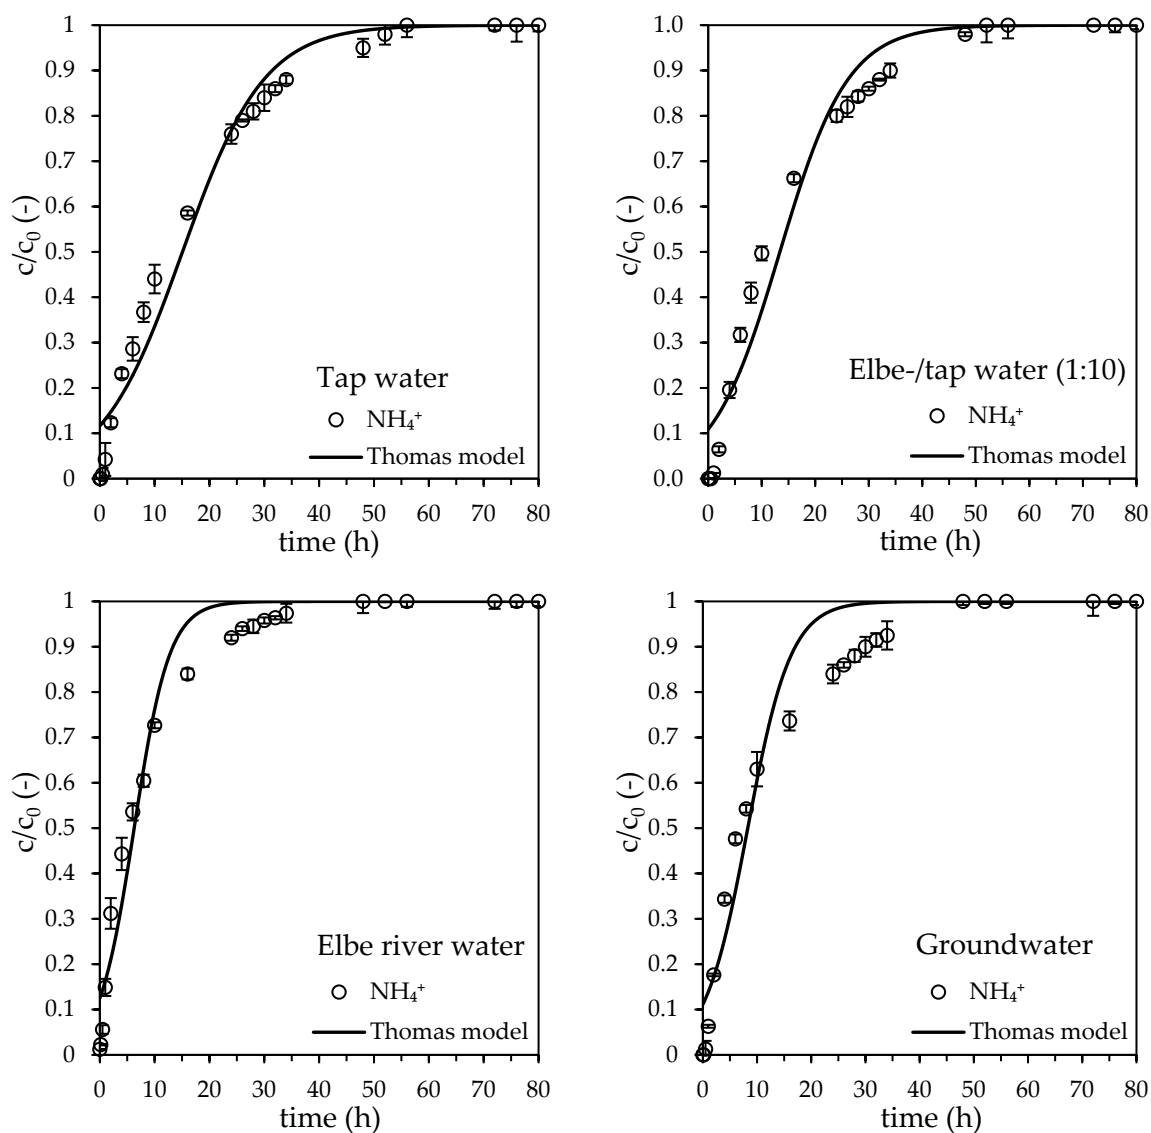 1
0.9
0.8
0.7
0.6
0.5
0.4
0.3
0.2
0.1
0
c/c₀ (-)
Tap water
NH₄⁺
Thomas model
0 10 20 30 40 50 60 70 80
time (h)
1.0
0.9
0.8
0.7
0.6
0.5
0.4
0.3
0.2
0.1
0
c/c₀ (-)
Elbe-/tap water (1:10)
NH₄⁺
Thomas model
0 10 20 30 40 50 60 70 80
time (h)
1
0.9
0.8
0.7
0.6
0.5
0.4
0.3
0.2
0.1
0
c/c₀ (-)
Elbe river water
NH₄⁺
Thomas model
0 10 20 30 40 50 60 70 80
time (h)
1
0.9
0.8
0.7
0.6
0.5
0.4
0.3
0.2
0.1
0
c/c₀ (-)
Groundwater
NH₄⁺
Thomas model
0 10 20 30 40 50 60 70 80
time (h)